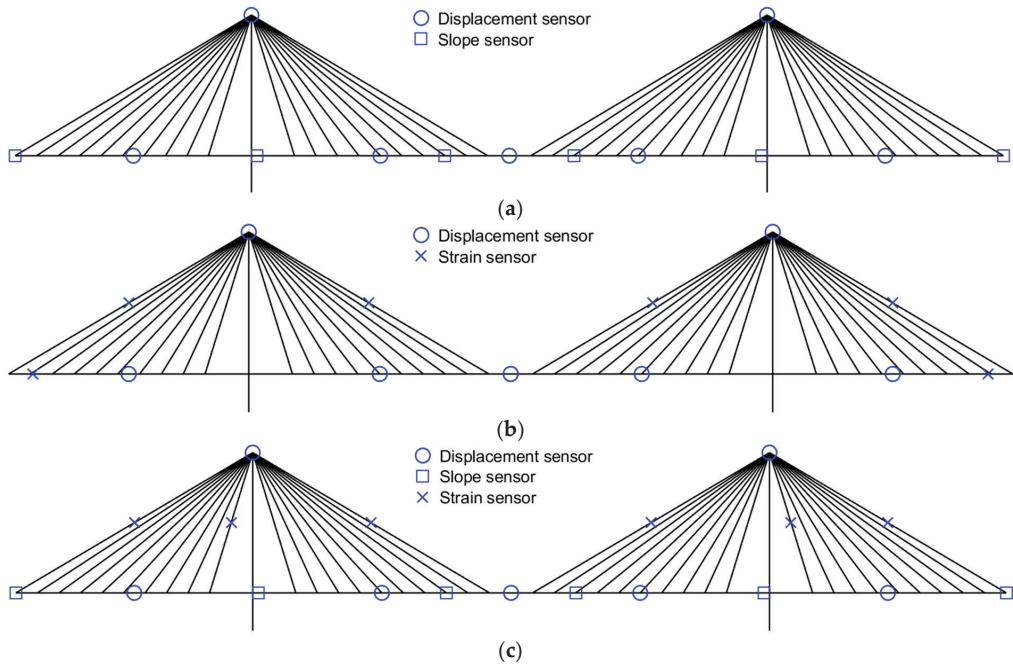 Displacement sensor
Slope sensor
(a)
Displacement sensor
Strain sensor
(b)
Displacement sensor
Slope sensor
Strain sensor
(c)